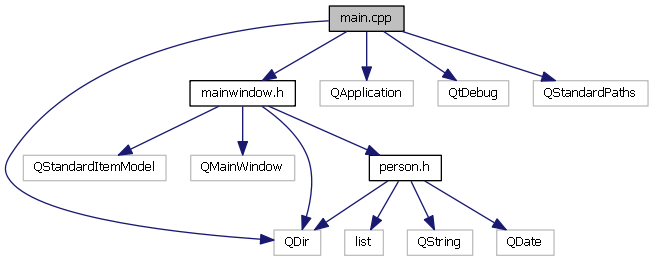 main.cpp
mainwindow.h
QApplication
QtDebug
QStandardPaths
QStandardItemModel
QMainWindow
person.h
QDir
list
QString
QDate